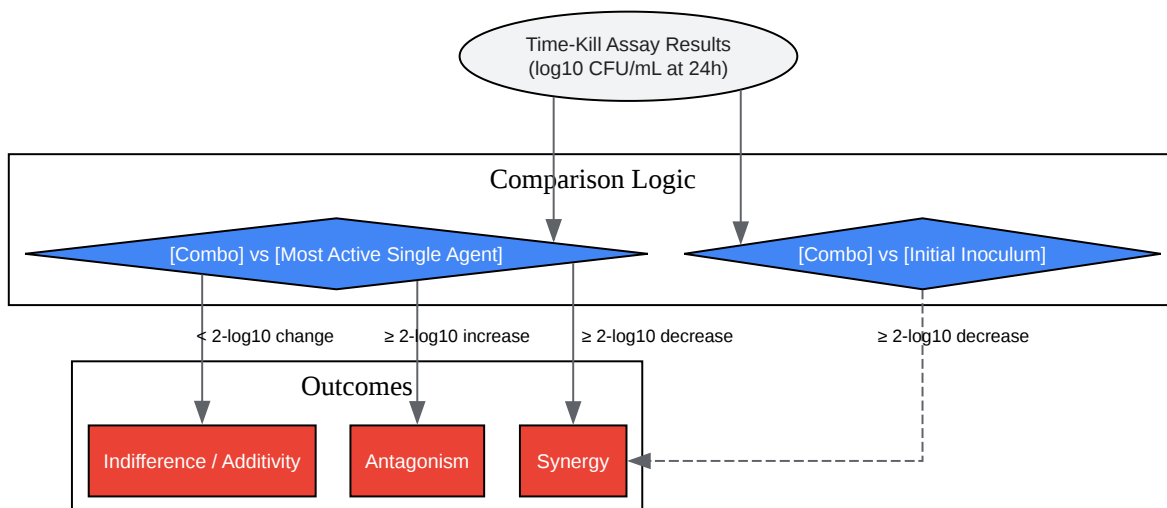 Time-Kill Assay Results
(log10 CFU/mL at 24h)
Comparison Logic
[Combo] vs [Most Active Single Agent]
[Combo] vs [Initial Inoculum]
< 2-log10 change
≥ 2-log10 increase
≥ 2-log10 decrease
≥ 2-log10 decrease
Outcomes
Indifference / Additivity
Antagonism
Synergy